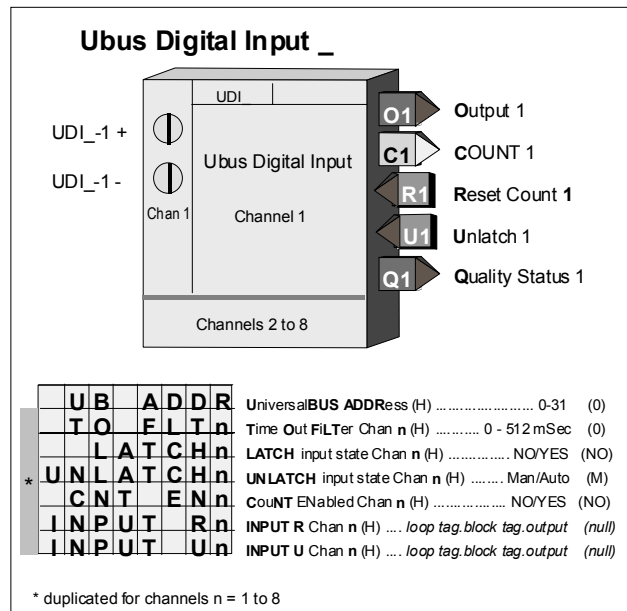 Ubus Digital Input _
UDI_
UDI_-1 +
UDI_-1 -
Chan 1
Ubus Digital Input
Channel 1
Channels 2 to 8
O1 Output 1
C1 COUNT 1
R1 Reset Count 1
U1 Unlatch 1
Q1 Quality Status 1
UB ADDR UniversalBUS ADDRess (H) ....................... 0-31 (0)
TO FLTn Time Out FiLTer Chan n (H) .......... 0 - 512 mSec (0)
LATCHn LATCH input state Chan n (H) .............. NO/YES (NO)
* UNLATCHn UNLATCH input state Chan n (H) ........ Man/Auto (M)
CNT ENn CouNT ENabled Chan n (H) ................. NO/YES (NO)
INPUT Rn INPUT R Chan n (H) .... loop tag.block tag.output (null)
INPUT Un INPUT U Chan n (H) .... loop tag.block tag.output (null)
* duplicated for channels n = 1 to 8